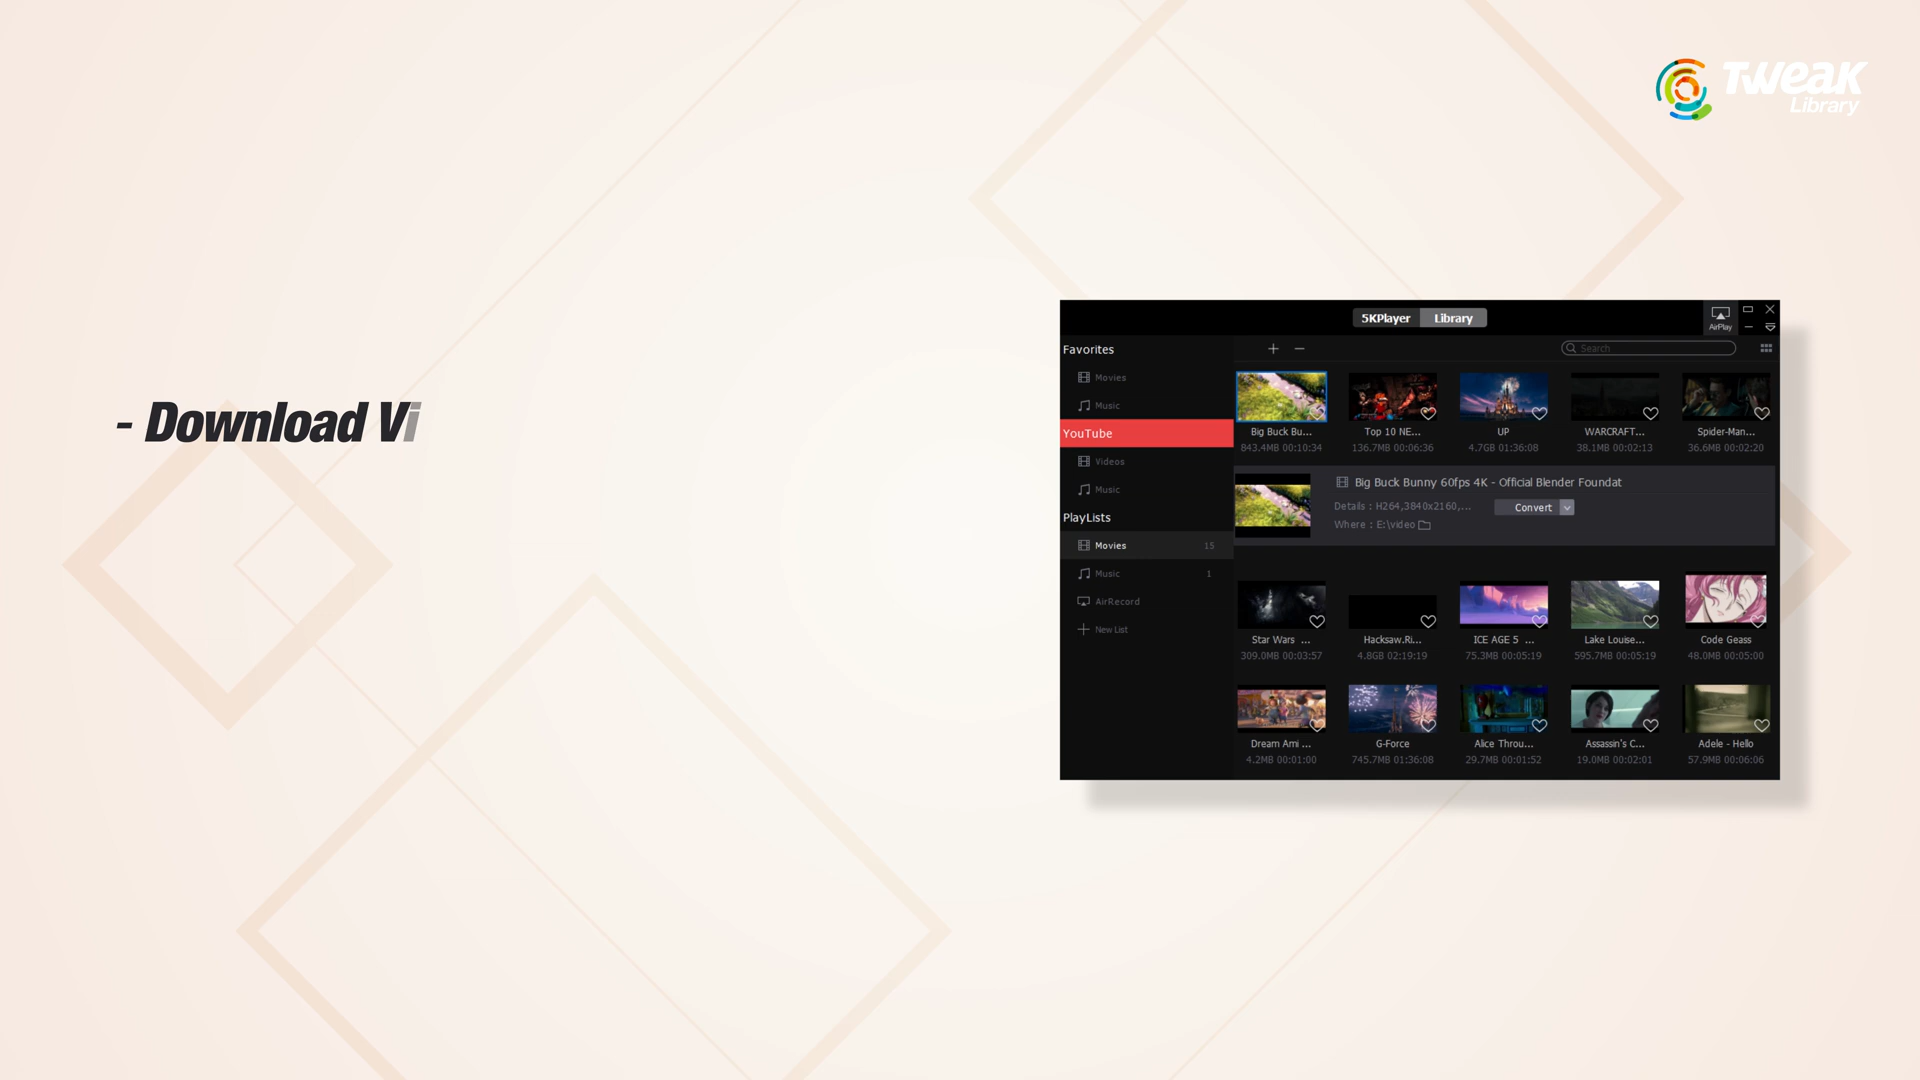 TWEAK
Library
- Download Vi
5KPlayer
Library
AirPlay
Favorites
Movies
Music
YouTube
Videos
Music
PlayLists
Movies 15
Music 1
AirRecord
New List
Search
Big Buck Bu...
843.4MB 00:10:34
Top 10 NE...
136.7MB 00:06:36
UP
4.7GB 01:36:08
WARCRAFT...
38.1MB 00:02:13
Spider-Man...
36.6MB 00:02:20
Big Buck Bunny 60fps 4K - Official Blender Foundat
Details : H264,3840x2160,...
Convert
Where : E:\video
Star Wars ...
309.0MB 00:03:57
Hacksaw.Ri...
4.8GB 02:19:19
ICE AGE 5 ...
75.3MB 00:05:19
Lake Louise...
595.7MB 00:05:19
Code Geass
48.0MB 00:05:00
Dream Ami ...
4.2MB 00:01:00
G-Force
745.7MB 01:36:08
Alice Throu...
29.7MB 00:01:52
Assassin's C...
19.0MB 00:02:01
Adele - Hello
57.9MB 00:06:06